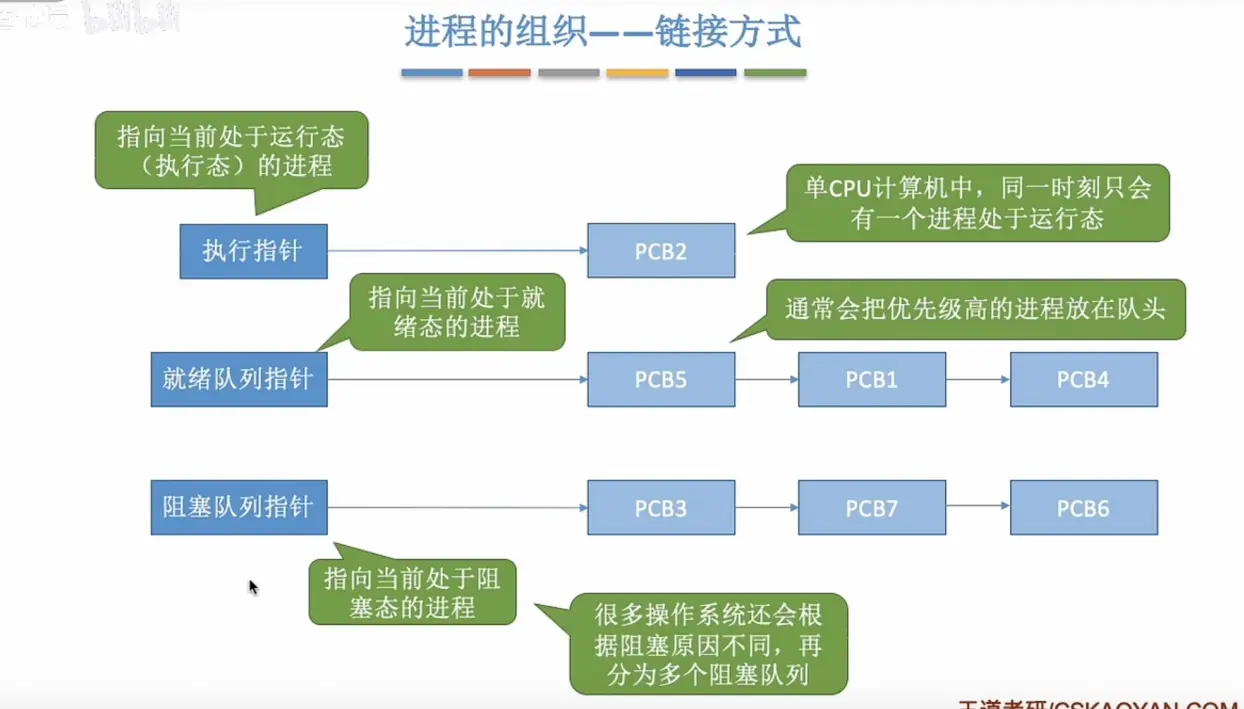 bilibili
进程的组织——链接方式
指向当前处于运行态
（执行态）的进程
单CPU计算机中，同一时刻只会
有一个进程处于运行态
执行指针
PCB2
指向当前处于就
绪态的进程
通常会把优先级高的进程放在队头
就绪队列指针
PCB5
PCB1
PCB4
阻塞队列指针
PCB3
PCB7
PCB6
指向当前处于阻
塞态的进程
很多操作系统还会根
据阻塞原因不同，再
分为多个阻塞队列
王道考研/CSKAOYAN.COM